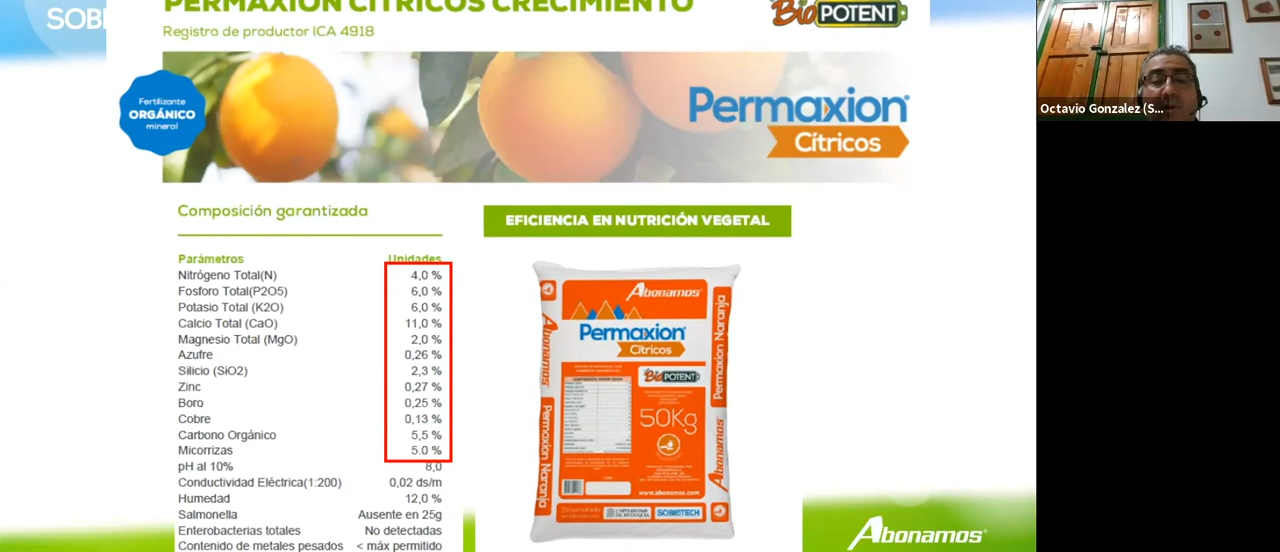 PERMAXION CÍTRICOS CRECIMIENTO
Registro de productor ICA 4918
BioPOTENT
Fertilizante
ORGÁNICO
mineral
Permaxion
Cítricos
Octavio Gonzalez (S...
Composición garantizada
EFICIENCIA EN NUTRICIÓN VEGETAL
Parámetros Unidades
Nitrógeno Total(N) 4,0 %
Fosforo Total(P2O5) 6,0 %
Potasio Total (K2O) 6,0 %
Calcio Total (CaO) 11,0 %
Magnesio Total (MgO) 2,0 %
Azufre 0,26 %
Silicio (SiO2) 2,3 %
Zinc 0,27 %
Boro 0,25 %
Cobre 0,13 %
Carbono Orgánico 5,5 %
Micorrizas 5.0 %
pH al 10% 8,0
Conductividad Eléctrica(1:200) 0,02 ds/m
Humedad 12,0 %
Salmonella Ausente en 25g
Enterobacterias totales No detectadas
Contenido de metales pesados < máx permitido
Abonamos
Permaxion
Cítricos
BioPOTENT
50Kg
Abonamos
Permaxion Naranja
Permaxion Naranja
Abonamos
www.abonamos.com
SOBIOTECH
Abonamos